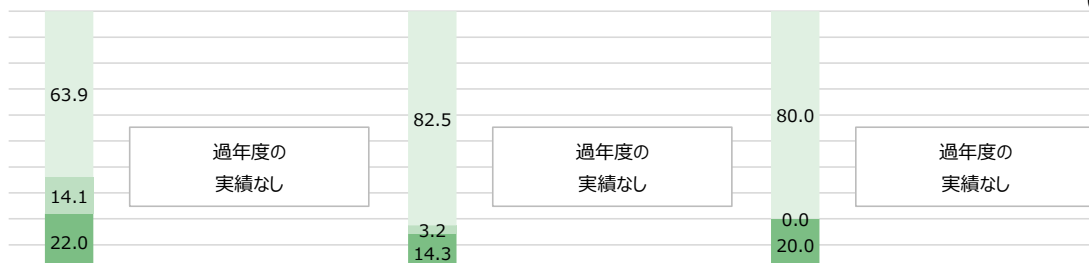 63.9
14.1
22.0
過年度の
実績なし
82.5
3.2
14.3
過年度の
実績なし
80.0
0.0
20.0
過年度の
実績なし